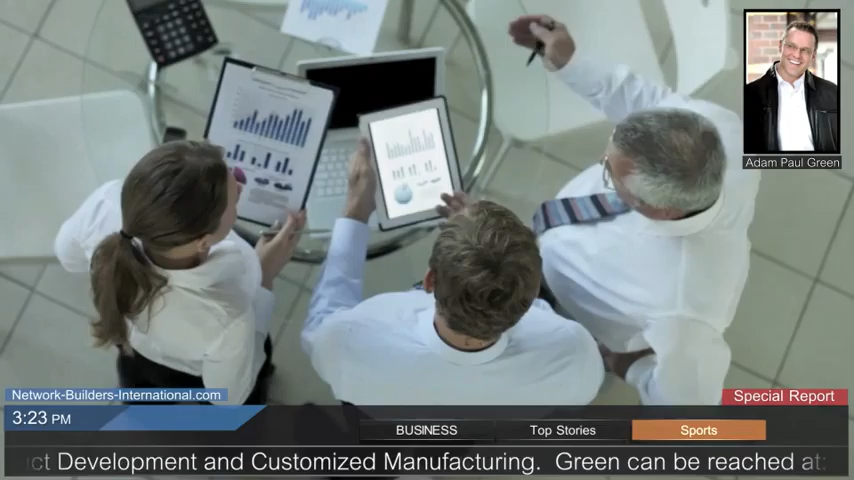 Adam Paul Green
Network-Builders-International.com
Special Report
3:23 PM
BUSINESS
Top Stories
Sports
ct Development and Customized Manufacturing. Green can be reached at: